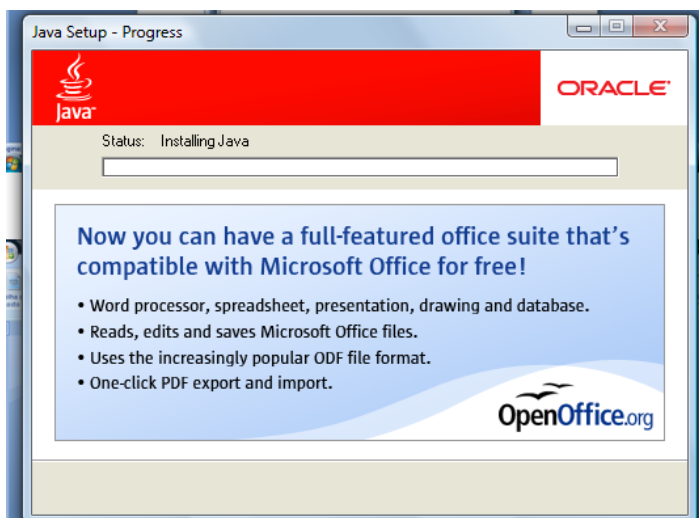 Java Setup - Progress
Java
ORACLE
Status: Installing Java
Now you can have a full-featured office suite that's
compatible with Microsoft Office for free!
• Word processor, spreadsheet, presentation, drawing and database.
• Reads, edits and saves Microsoft Office files.
• Uses the increasingly popular ODF file format.
• One-click PDF export and import.
OpenOffice.org